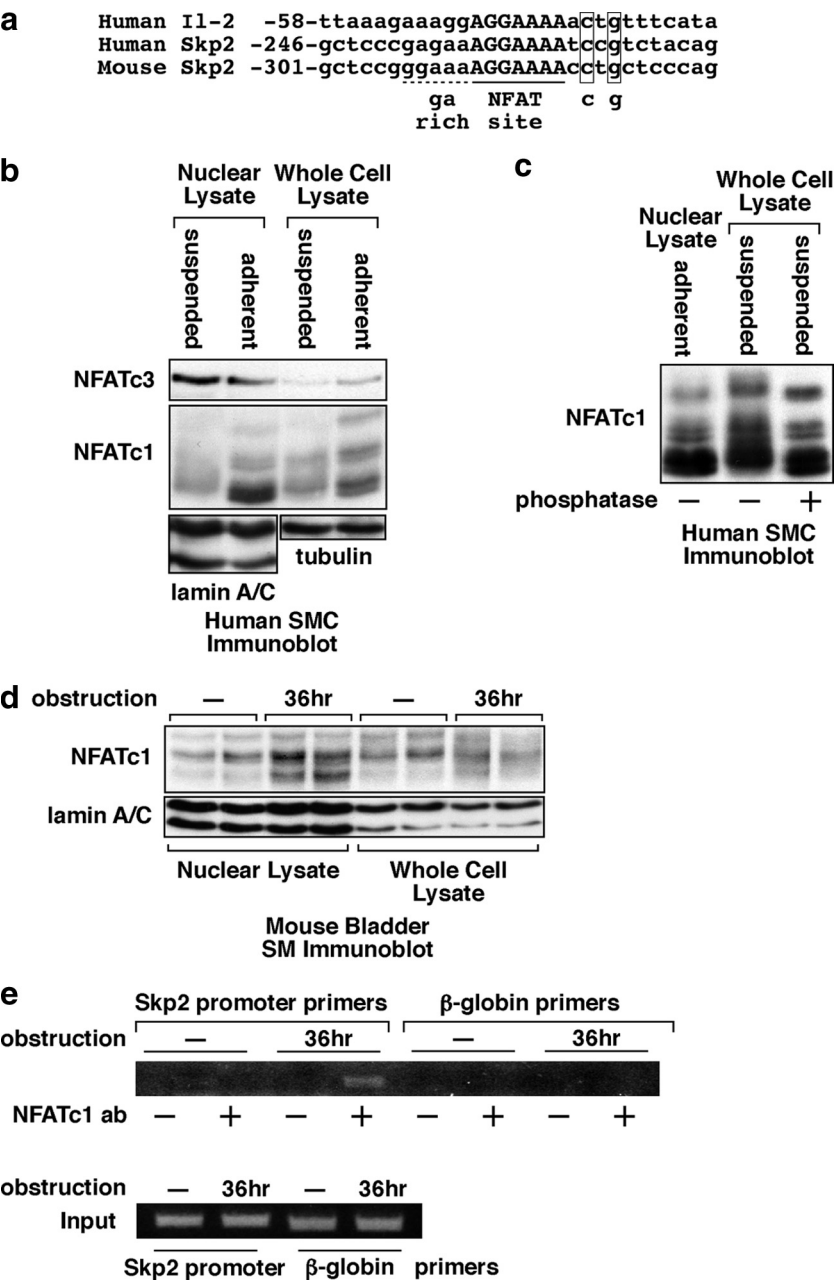 a
Human Il-2 -58-ttaaagaaaggAGGAAAAactgtttcata
Human Skp2 -246-gctcccgagaaAGGAAAAtccgtctacag
Mouse Skp2 -301-gctccgggaaaAGGAAAAcctgctcccag
ga NFAT c g
rich site
b
Nuclear Lysate
Whole Cell Lysate
suspended
adherent
suspended
adherent
NFATc3
NFATc1
tubulin
lamin A/C
Human SMC
Immunoblot
c
Whole Cell Lysate
Nuclear Lysate
adherent
suspended
suspended
NFATc1
phosphatase — — +
Human SMC
Immunoblot
d
obstruction — 36hr — 36hr
NFATc1
lamin A/C
Nuclear Lysate
Whole Cell Lysate
Mouse Bladder
SM Immunoblot
e
Skp2 promoter primers β-globin primers
obstruction — 36hr — 36hr
NFATc1 ab — + — + — + — +
obstruction — 36hr — 36hr
Input
Skp2 promoter β-globin primers